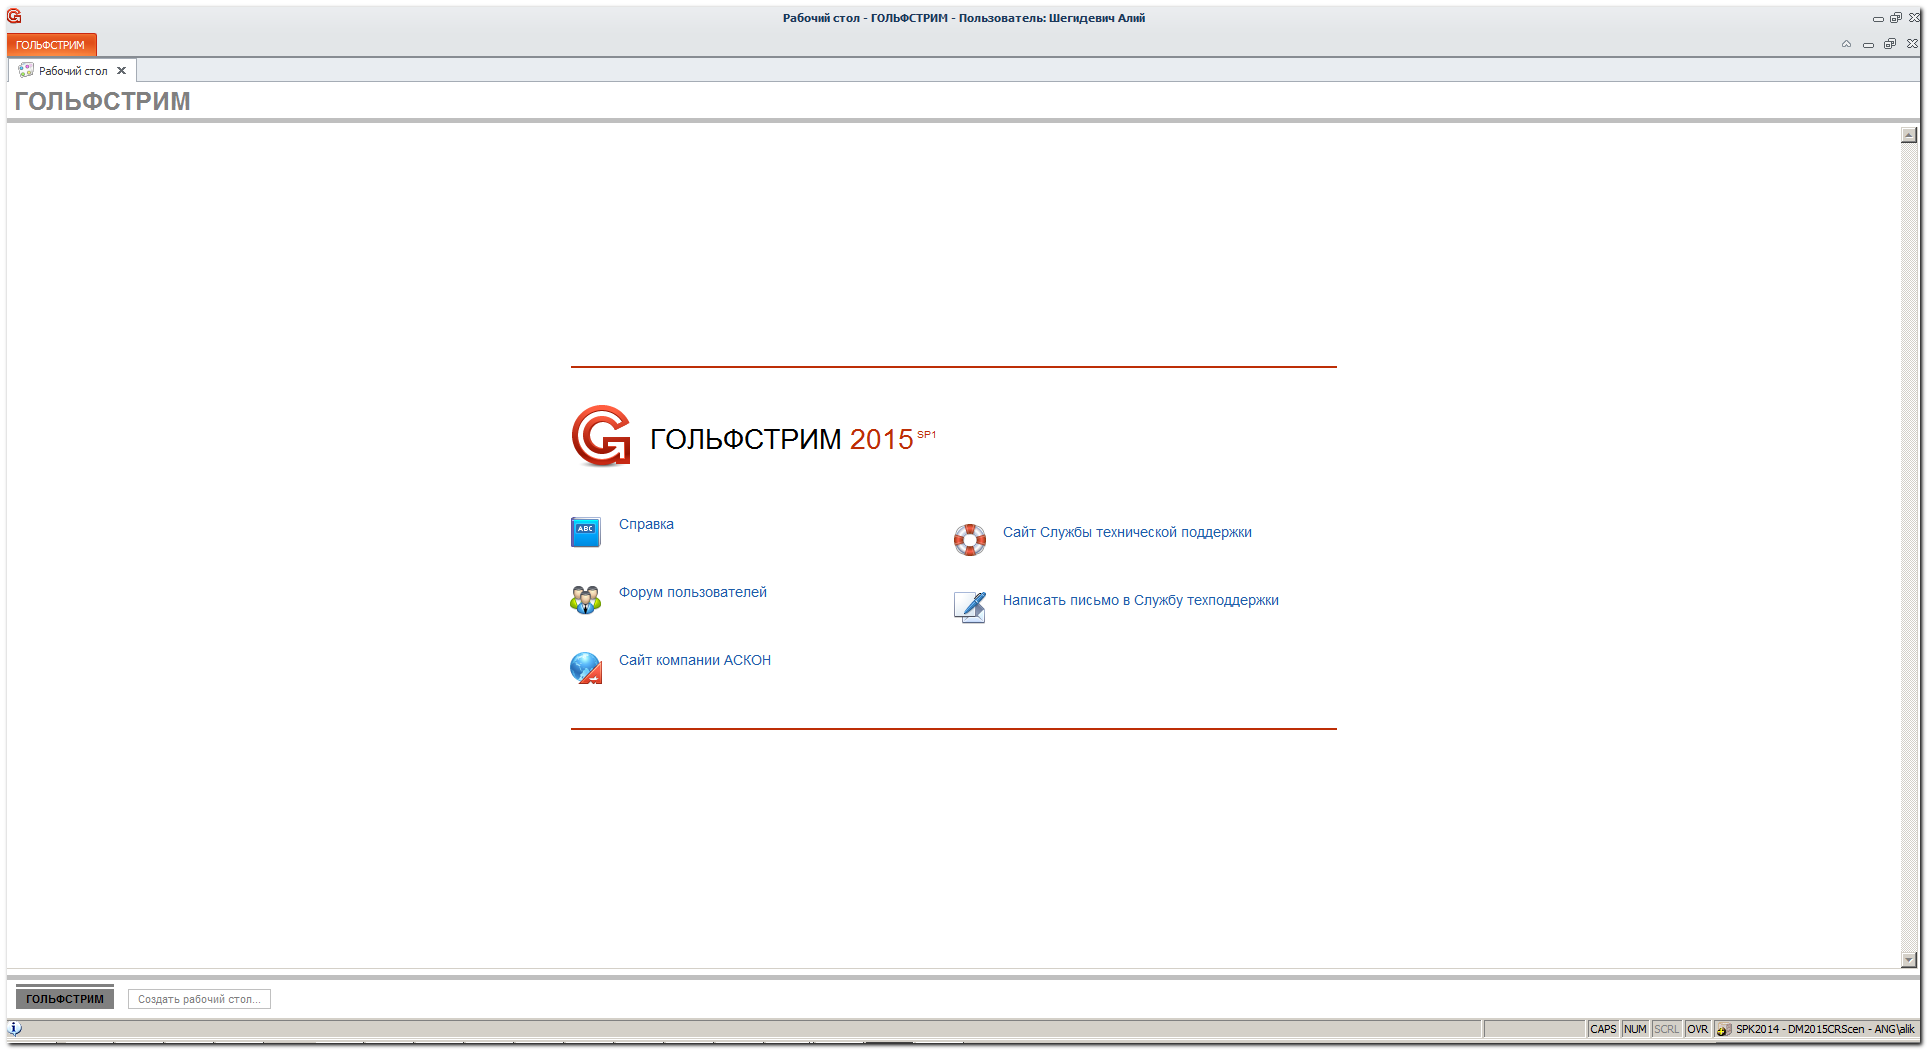 Рабочий стол - ГОЛЬФСТРИМ - Пользователь: Шегидевич Алий
ГОЛЬФСТРИМ
Рабочий стол
ГОЛЬФСТРИМ
ГОЛЬФСТРИМ 2015 SP1
ABC
Справка
Сайт Службы технической поддержки
Форум пользователей
Написать письмо в Службу техподдержки
Сайт компании АСКОН
ГОЛЬФСТРИМ
Создать рабочий стол...
CAPS NUM SCRL OVR SPK2014 - DM2015CRScen - ANG\alik